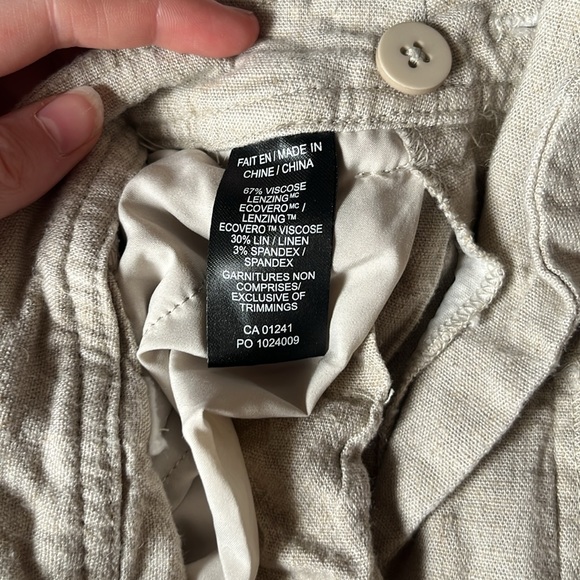 FAIT EN / MADE IN
CHINE / CHINA
67% VISCOSE
LENZING MC
ECOVERO MC /
LENZING™
ECOVERO™ VISCOSE
30% LIN / LINEN
3% SPANDEX /
SPANDEX
GARNITURES NON
COMPRISES/
EXCLUSIVE OF
TRIMMINGS
CA 01241
PO 1024009